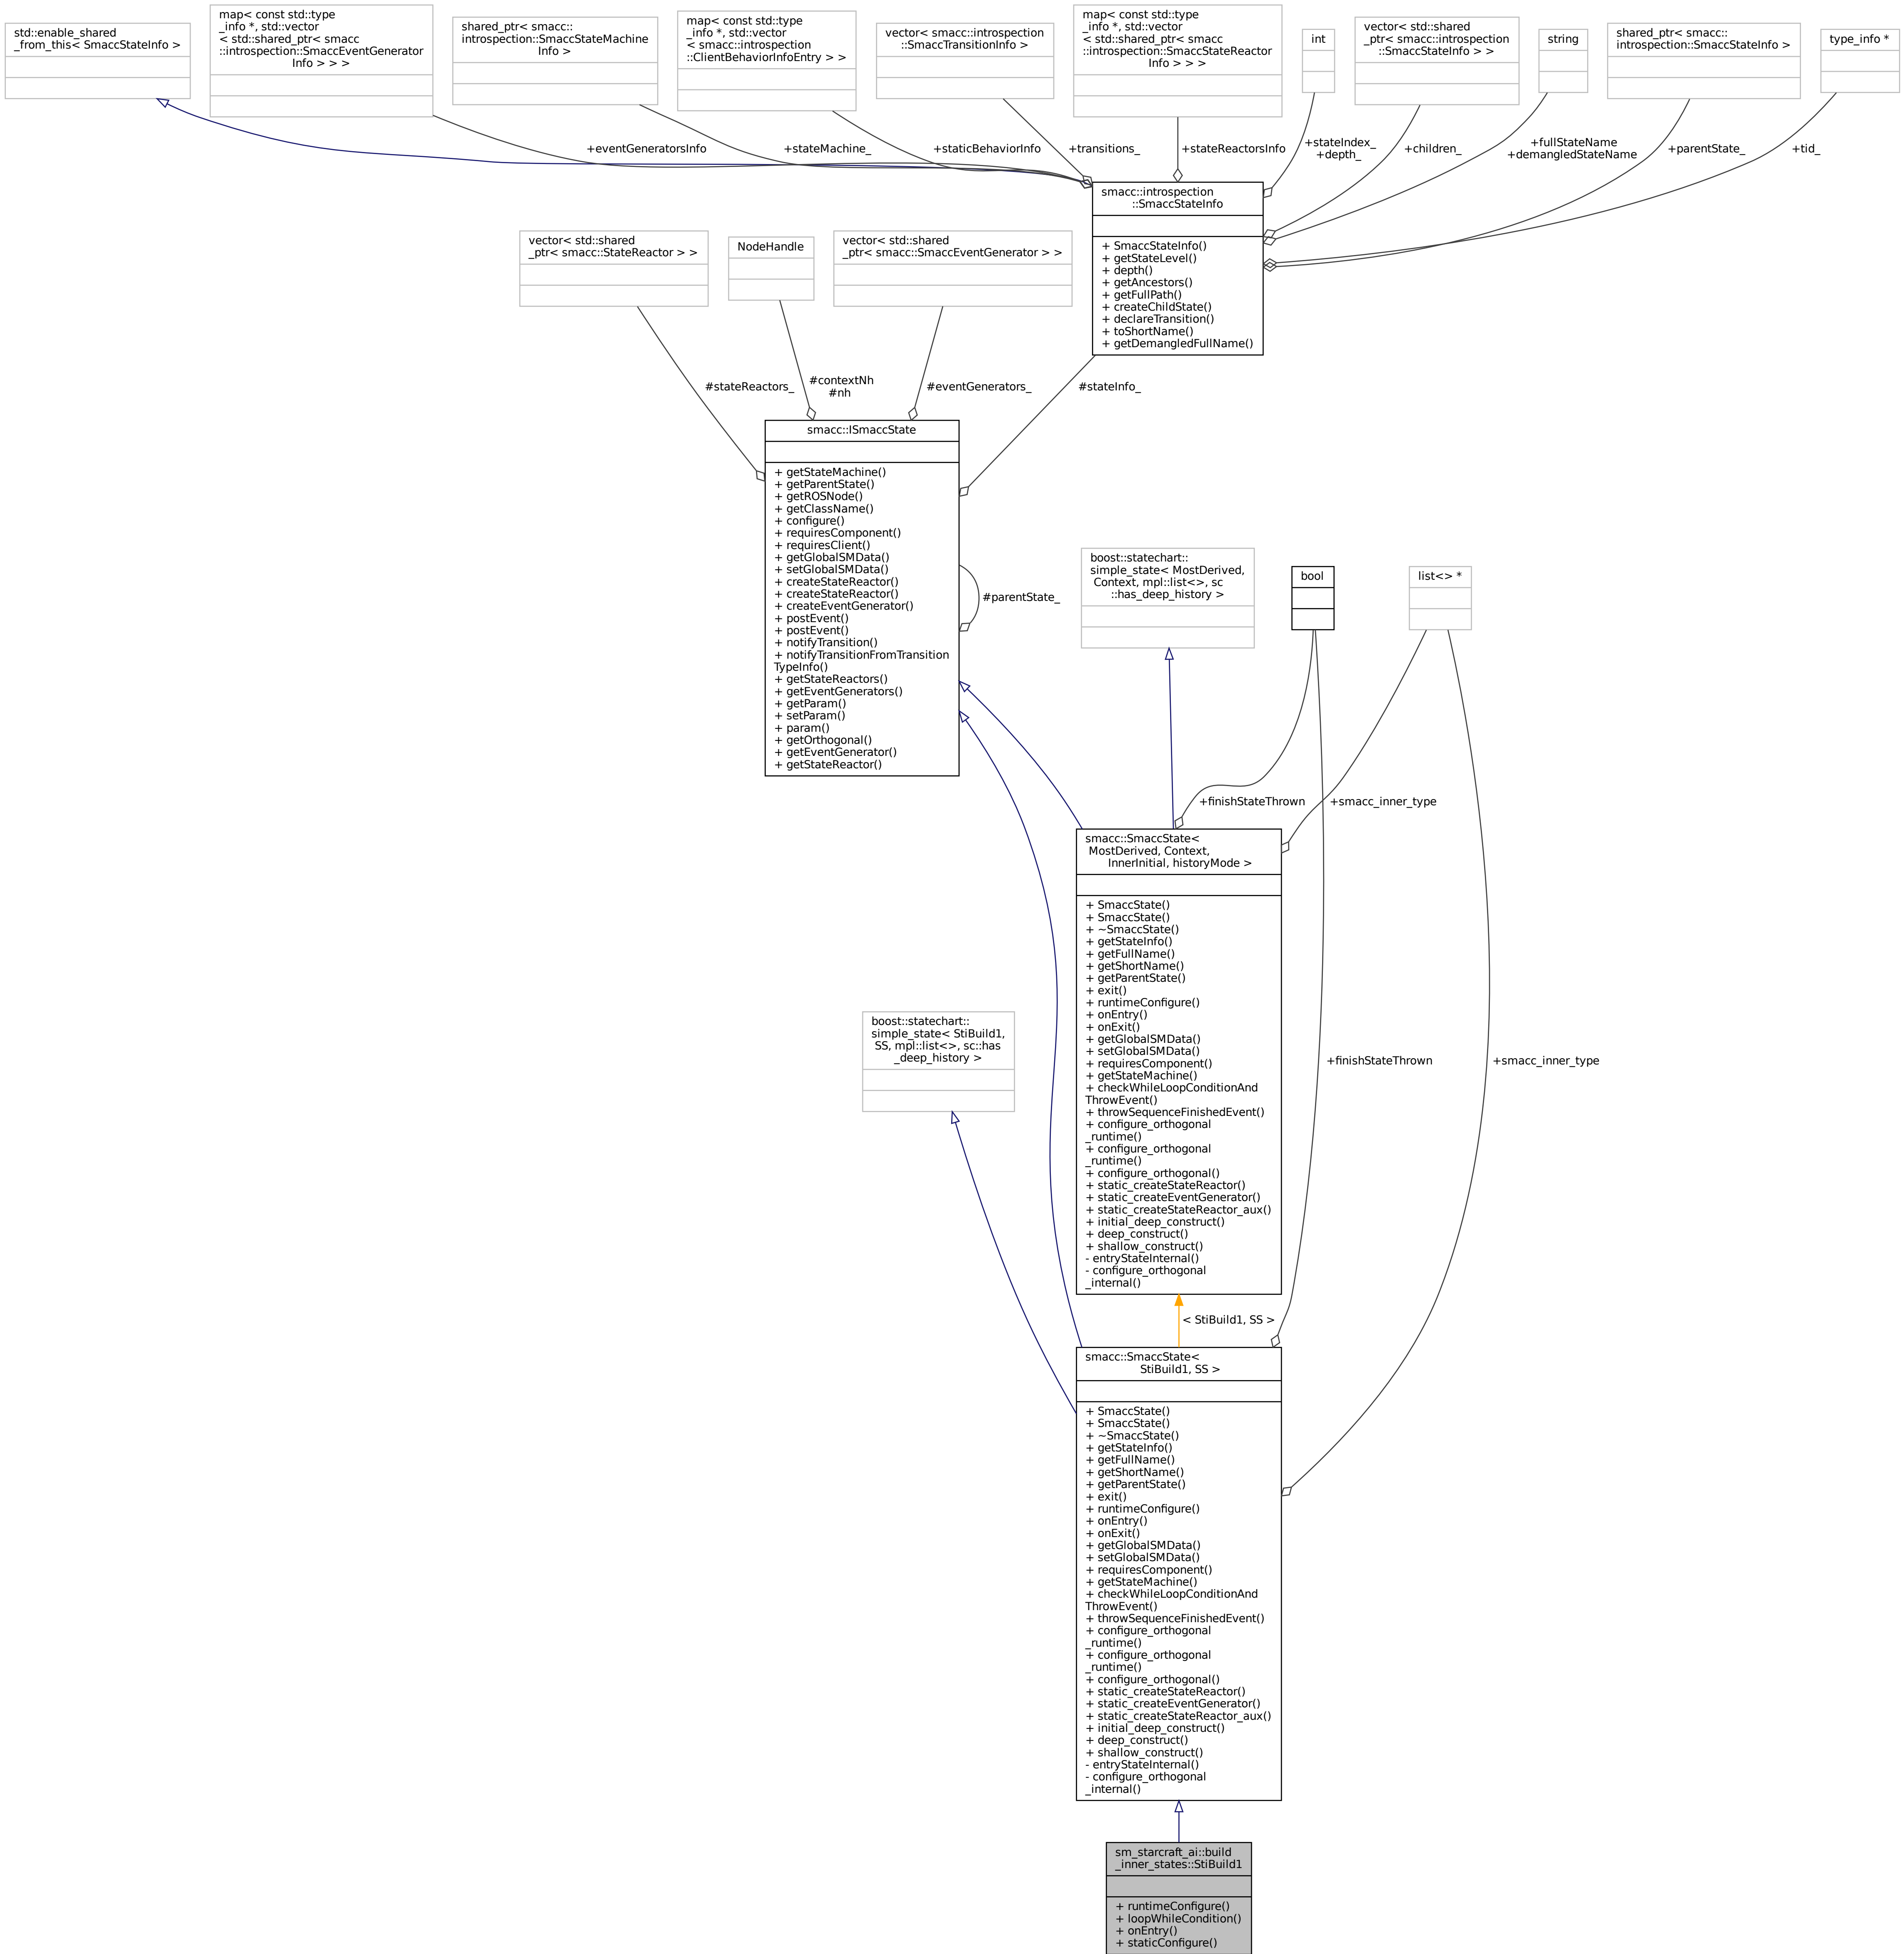 std::enable_shared
_from_this< SmaccStateInfo >
map< const std::type
_info *, std::vector
< std::shared_ptr< smacc
::introspection::SmaccEventGenerator
Info > > >
shared_ptr< smacc::
introspection::SmaccStateMachine
Info >
map< const std::type
_info *, std::vector
< smacc::introspection
::ClientBehaviorInfoEntry > >
vector< smacc::introspection
::SmaccTransitionInfo >
map< const std::type
_info *, std::vector
< std::shared_ptr< smacc
::introspection::SmaccStateReactor
Info > > >
int
vector< std::shared
_ptr< smacc::introspection
::SmaccStateInfo > >
string
shared_ptr< smacc::
introspection::SmaccStateInfo >
type_info *
+eventGeneratorsInfo
+stateMachine_
+staticBehaviorInfo
+transitions_
+stateReactorsInfo
+stateIndex_
+depth_
+children_
+fullStateName
+demangledStateName
+parentState_
+tid_
smacc::introspection
::SmaccStateInfo
+ SmaccStateInfo()
+ getStateLevel()
+ depth()
+ getAncestors()
+ getFullPath()
+ createChildState()
+ declareTransition()
+ toShortName()
+ getDemangledFullName()
vector< std::shared
_ptr< smacc::StateReactor > >
NodeHandle
vector< std::shared
_ptr< smacc::SmaccEventGenerator > >
#stateReactors_
#contextNh
#nh
#eventGenerators_
#stateInfo_
smacc::ISmaccState
+ getStateMachine()
+ getParentState()
+ getROSNode()
+ getClassName()
+ configure()
+ requiresComponent()
+ requiresClient()
+ getGlobalSMData()
+ setGlobalSMData()
+ createStateReactor()
+ createStateReactor()
+ createEventGenerator()
+ postEvent()
+ postEvent()
+ notifyTransition()
+ notifyTransitionFromTransition
TypeInfo()
+ getStateReactors()
+ getEventGenerators()
+ getParam()
+ setParam()
+ param()
+ getOrthogonal()
+ getEventGenerator()
+ getStateReactor()
#parentState_
boost::statechart::
simple_state< MostDerived,
Context, mpl::list<>, sc
::has_deep_history >
bool
list<> *
+finishStateThrown
+smacc_inner_type
smacc::SmaccState<
MostDerived, Context,
InnerInitial, historyMode >
+ SmaccState()
+ SmaccState()
+ ~SmaccState()
+ getStateInfo()
+ getFullName()
+ getShortName()
+ getParentState()
+ exit()
+ runtimeConfigure()
+ onEntry()
+ onExit()
+ getGlobalSMData()
+ setGlobalSMData()
+ requiresComponent()
+ getStateMachine()
+ checkWhileLoopConditionAnd
ThrowEvent()
+ throwSequenceFinishedEvent()
+ configure_orthogonal
_runtime()
+ configure_orthogonal
_runtime()
+ configure_orthogonal()
+ static_createStateReactor()
+ static_createEventGenerator()
+ static_createStateReactor_aux()
+ initial_deep_construct()
+ deep_construct()
+ shallow_construct()
- entryStateInternal()
- configure_orthogonal
_internal()
boost::statechart::
simple_state< StiBuild1,
SS, mpl::list<>, sc::has
_deep_history >
+finishStateThrown
+smacc_inner_type
< StiBuild1, SS >
smacc::SmaccState<
StiBuild1, SS >
+ SmaccState()
+ SmaccState()
+ ~SmaccState()
+ getStateInfo()
+ getFullName()
+ getShortName()
+ getParentState()
+ exit()
+ runtimeConfigure()
+ onEntry()
+ onExit()
+ getGlobalSMData()
+ setGlobalSMData()
+ requiresComponent()
+ getStateMachine()
+ checkWhileLoopConditionAnd
ThrowEvent()
+ throwSequenceFinishedEvent()
+ configure_orthogonal
_runtime()
+ configure_orthogonal
_runtime()
+ configure_orthogonal()
+ static_createStateReactor()
+ static_createEventGenerator()
+ static_createStateReactor_aux()
+ initial_deep_construct()
+ deep_construct()
+ shallow_construct()
- entryStateInternal()
- configure_orthogonal
_internal()
sm_starcraft_ai::build
_inner_states::StiBuild1
+ runtimeConfigure()
+ loopWhileCondition()
+ onEntry()
+ staticConfigure()